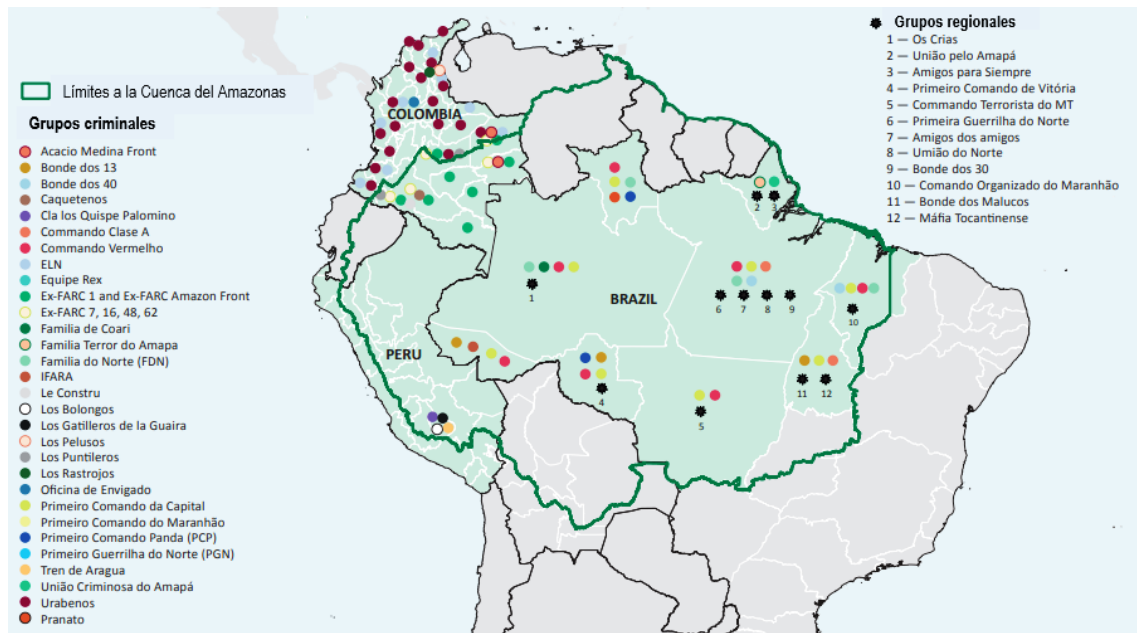 Límites a la Cuenca del Amazonas
Grupos criminales
Acacio Medina Front
Bonde dos 13
Bonde dos 40
Caquetenos
Cla los Quispe Palomino
Commando Clase A
Commando Vermelho
ELN
Equipe Rex
Ex-FARC 1 and Ex-FARC Amazon Front
Ex-FARC 7, 16, 48, 62
Familia de Coari
Familia Terror do Amapa
Familia do Norte (FDN)
IFARA
Le Constru
Los Bolongos
Los Gatilleros de la Guaira
Los Pelusos
Los Puntileros
Los Rastrojos
Oficina de Envigado
Primeiro Comando da Capital
Primeiro Comando do Maranhão
Primeiro Comando Panda (PCP)
Primeiro Guerrilha do Norte (PGN)
Tren de Aragua
União Criminosa do Amapá
Urabenos
Pranato
COLOMBIA
PERU
BRAZIL
1
2
3
4
5
6
7
8
9
10
11
12
Grupos regionales
1 — Os Crias
2 — União pelo Amapá
3 — Amigos para Siempre
4 — Primeiro Comando de Vitória
5 — Commando Terrorista do MT
6 — Primeira Guerrilha do Norte
7 — Amigos dos amigos
8 — Umião do Norte
9 — Bonde dos 30
10 — Comando Organizado do Maranhão
11 — Bonde dos Malucos
12 — Máfia Tocantinense